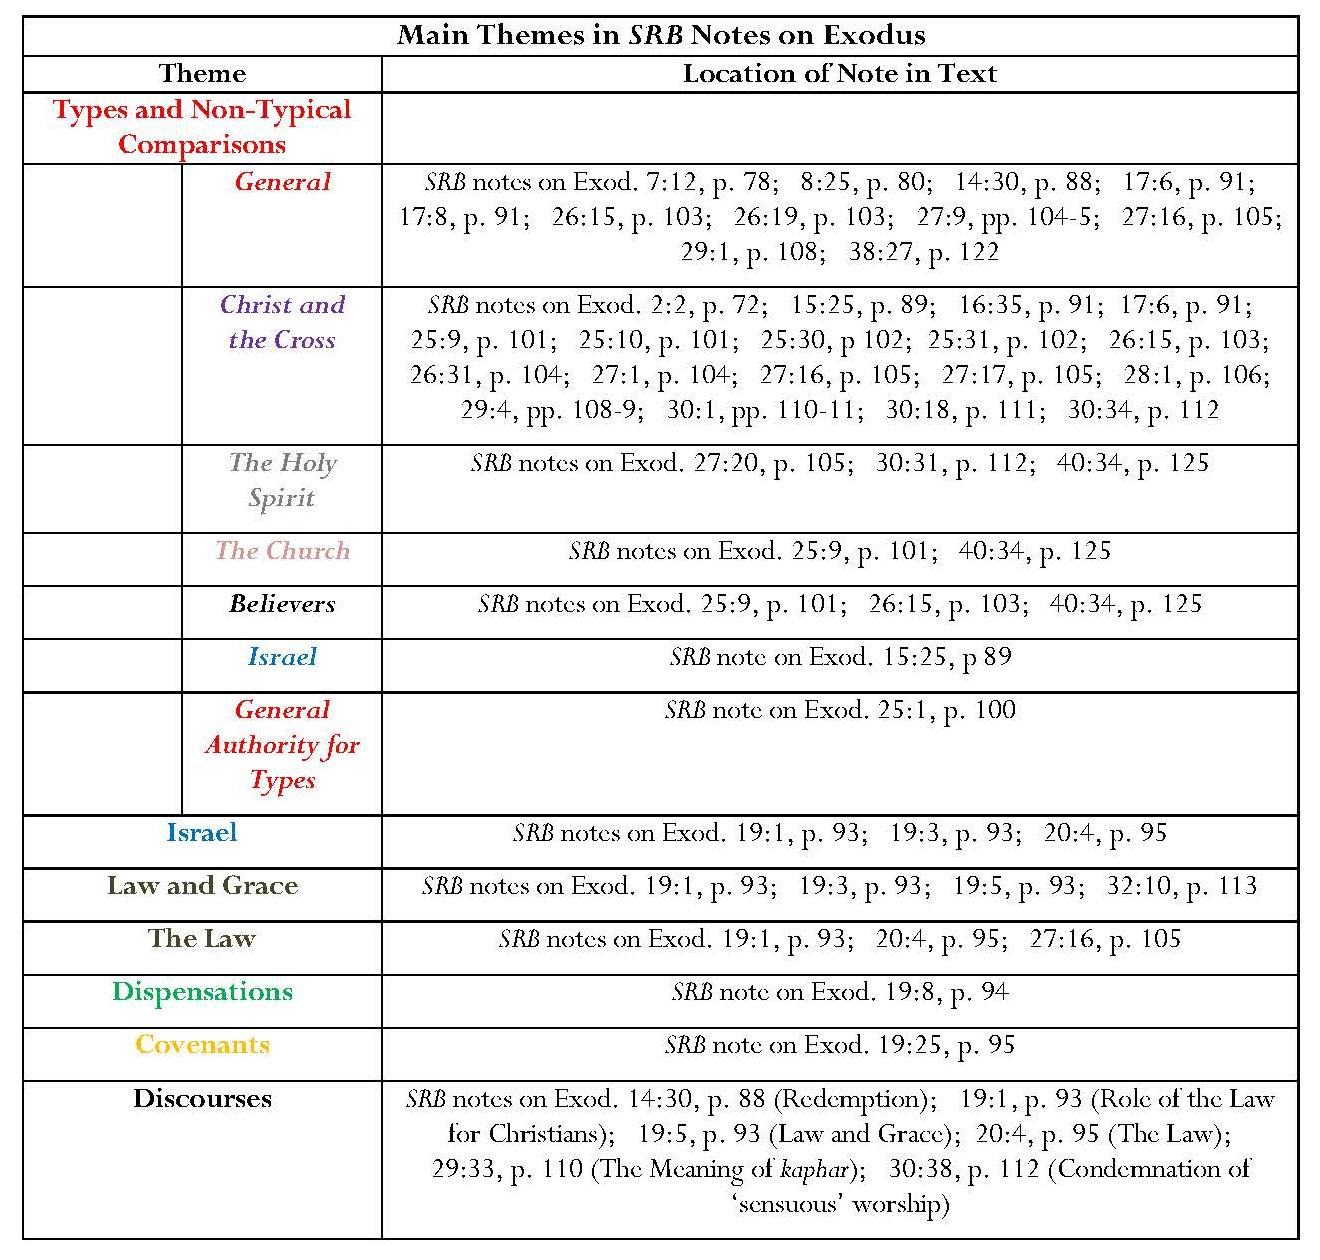 Main Themes in SRB Notes on Exodus
Theme
Location of Note in Text
Types and Non-Typical
Comparisons
General
SRB notes on Exod. 7:12, p. 78; 8:25, p. 80; 14:30, p. 88; 17:6, p. 91;
17:8, p. 91; 26:15, p. 103; 26:19, p. 103; 27:9, pp. 104-5; 27:16, p. 105;
29:1, p. 108; 38:27, p. 122
Christ and
the Cross
SRB notes on Exod. 2:2, p. 72; 15:25, p. 89; 16:35, p. 91; 17:6, p. 91;
25:9, p. 101; 25:10, p. 101; 25:30, p 102; 25:31, p. 102; 26:15, p. 103;
26:31, p. 104; 27:1, p. 104; 27:16, p. 105; 27:17, p. 105; 28:1, p. 106;
29:4, pp. 108-9; 30:1, pp. 110-11; 30:18, p. 111; 30:34, p. 112
The Holy
Spirit
SRB notes on Exod. 27:20, p. 105; 30:31, p. 112; 40:34, p. 125
The Church
SRB notes on Exod. 25:9, p. 101; 40:34, p. 125
Believers
SRB notes on Exod. 25:9, p. 101; 26:15, p. 103; 40:34, p. 125
Israel
SRB note on Exod. 15:25, p 89
General
Authority for
Types
SRB note on Exod. 25:1, p. 100
Israel
SRB notes on Exod. 19:1, p. 93; 19:3, p. 93; 20:4, p. 95
Law and Grace
SRB notes on Exod. 19:1, p. 93; 19:3, p. 93; 19:5, p. 93; 32:10, p. 113
The Law
SRB notes on Exod. 19:1, p. 93; 20:4, p. 95; 27:16, p. 105
Dispensations
SRB note on Exod. 19:8, p. 94
Covenants
SRB note on Exod. 19:25, p. 95
Discourses
SRB notes on Exod. 14:30, p. 88 (Redemption); 19:1, p. 93 (Role of the Law
for Christians); 19:5, p. 93 (Law and Grace); 20:4, p. 95 (The Law);
29:33, p. 110 (The Meaning of kaphar); 30:38, p. 112 (Condemnation of
‘sensuous’ worship)